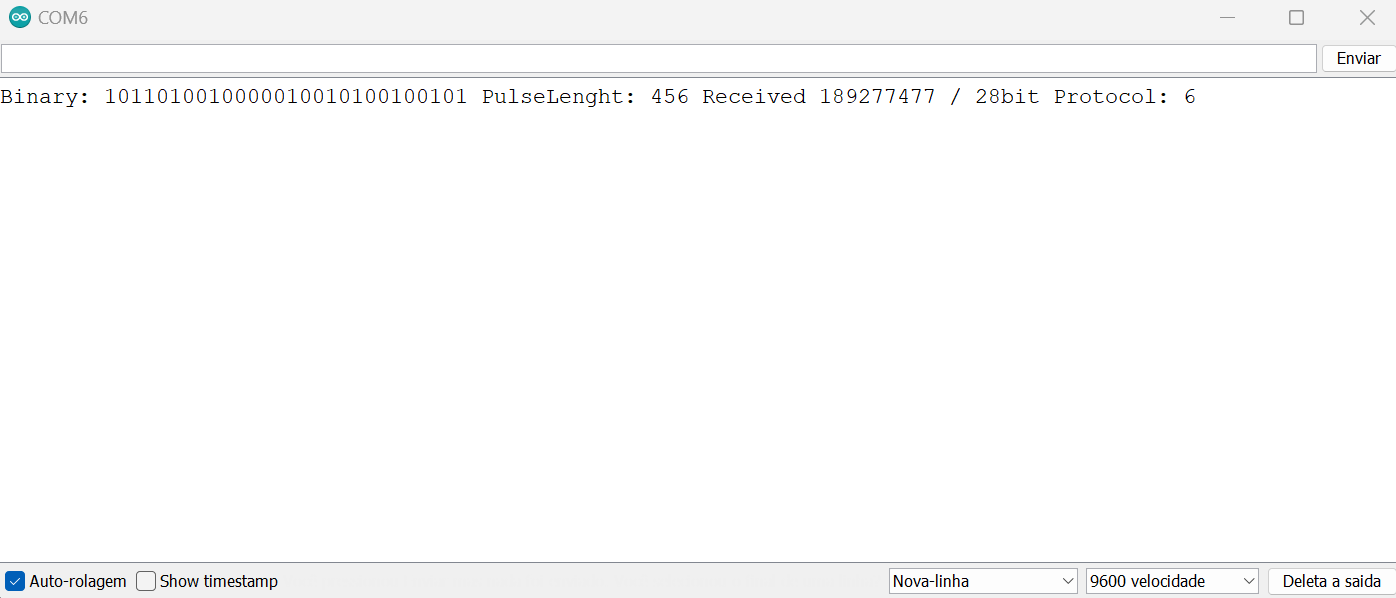 COM6
Enviar
Binary: 1011010010000010010100100101 PulseLenght: 456 Received 189277477 / 28bit Protocol: 6
Auto-rolagem Show timestamp Nova-linha 9600 velocidade Deleta a saida